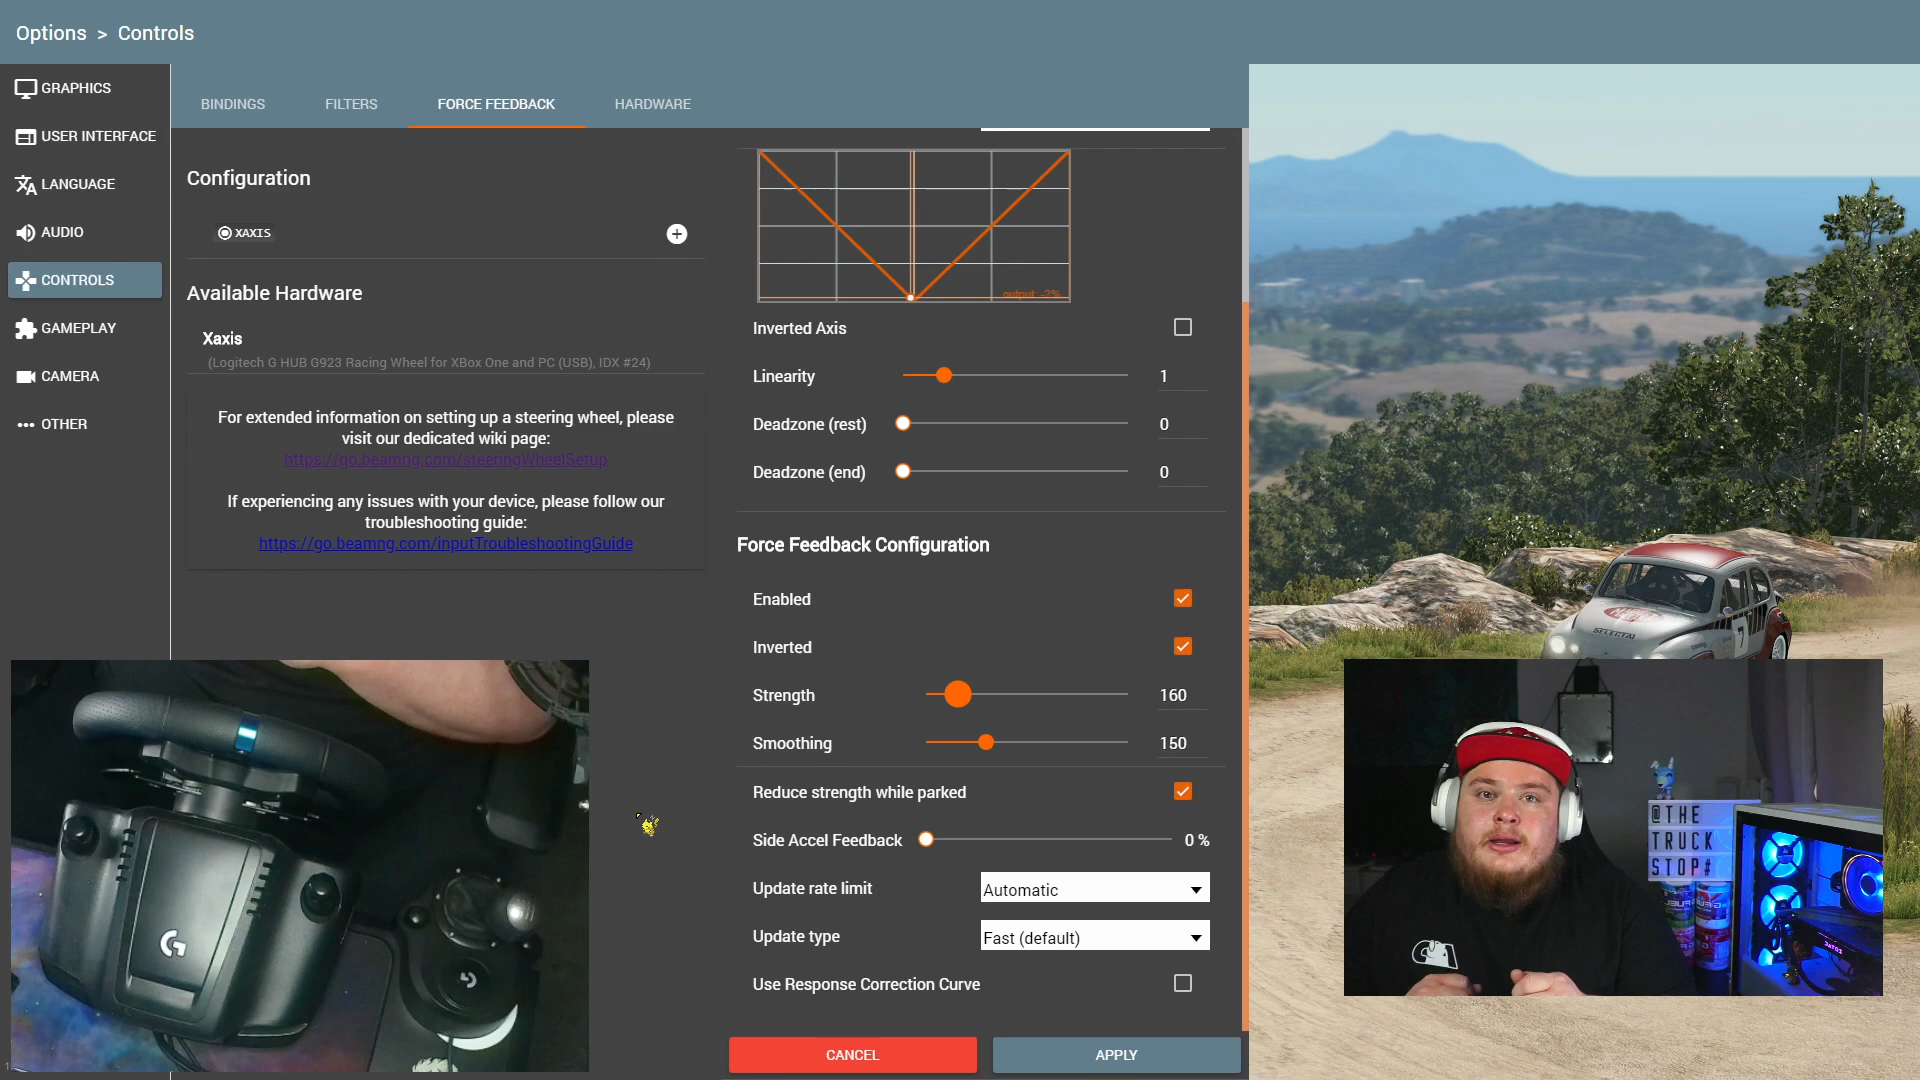 Options > Controls
GRAPHICS
USER INTERFACE
LANGUAGE
AUDIO
CONTROLS
GAMEPLAY
CAMERA
OTHER
BINDINGS
FILTERS
FORCE FEEDBACK
HARDWARE
Configuration
XAXIS
Available Hardware
Xaxis
(Logitech G HUB G923 Racing Wheel for XBox One and PC (USB), IDX #24)
For extended information on setting up a steering wheel, please
visit our dedicated wiki page:
https://go.beamng.com/steeringWheelSetup
If experiencing any issues with your device, please follow our
troubleshooting guide:
https://go.beamng.com/inputTroubleshootingGuide
output: -2%
Inverted Axis
Linearity 1
Deadzone (rest) 0
Deadzone (end) 0
Force Feedback Configuration
Enabled
Inverted
Strength 160
Smoothing 150
Reduce strength while parked
Side Accel Feedback 0 %
Update rate limit Automatic
Update type Fast (default)
Use Response Correction Curve
CANCEL
APPLY
SELECTAI
7
@THE
TRUCK
STOP#